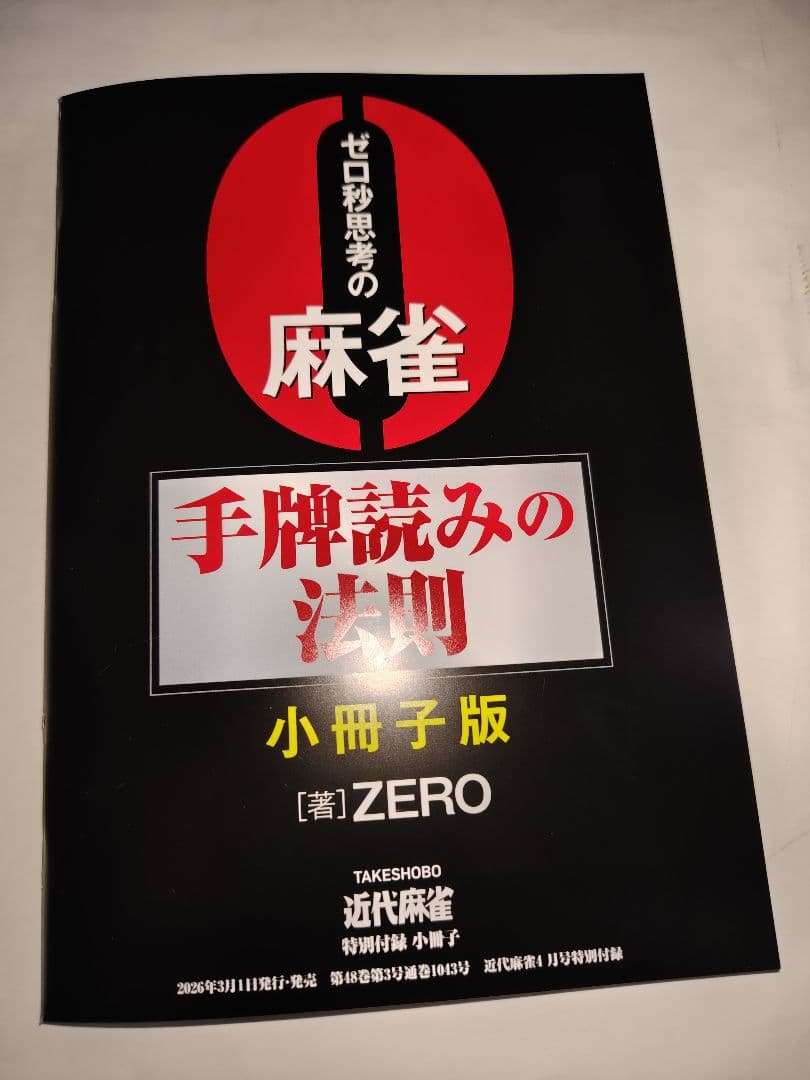 ゼロ秒思考の
麻雀
手牌読みの
法則
小冊子版
[著]ZERO
TAKESHOBO
近代麻雀
特別付録 小冊子
2026年3月1日発行・発売 第48巻第3号通巻1043号 近代麻雀4月号特別付録